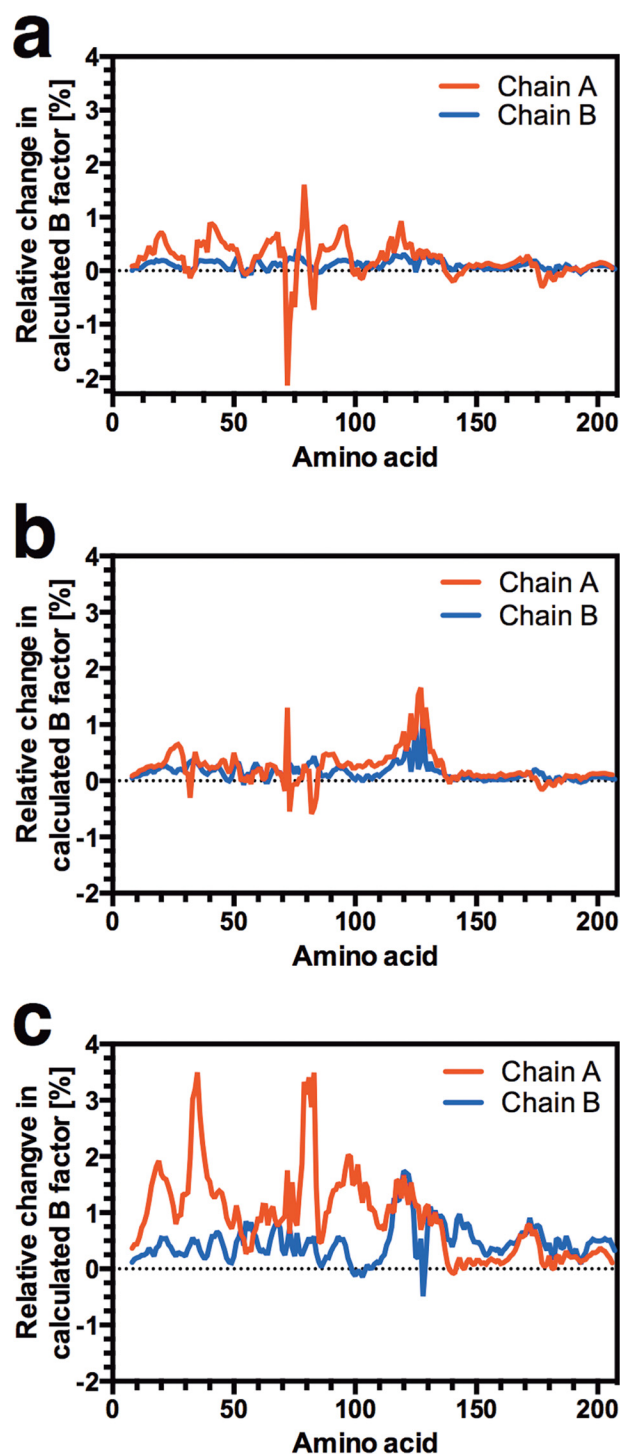 a
Relative change in
calculated B factor [%]
4
3
2
1
0
-1
-2
Chain A
Chain B
0 50 100 150 200
Amino acid
b
Relative change in
calculated B factor [%]
4
3
2
1
0
-1
-2
Chain A
Chain B
0 50 100 150 200
Amino acid
c
Relative changve in
calculated B factor [%]
4
3
2
1
0
-1
-2
Chain A
Chain B
0 50 100 150 200
Amino acid